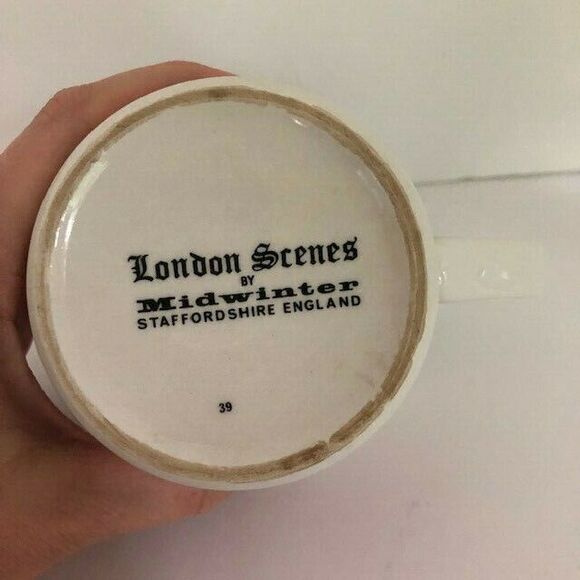 London Scenes
BY
Midwinter
STAFFORDSHIRE ENGLAND
39